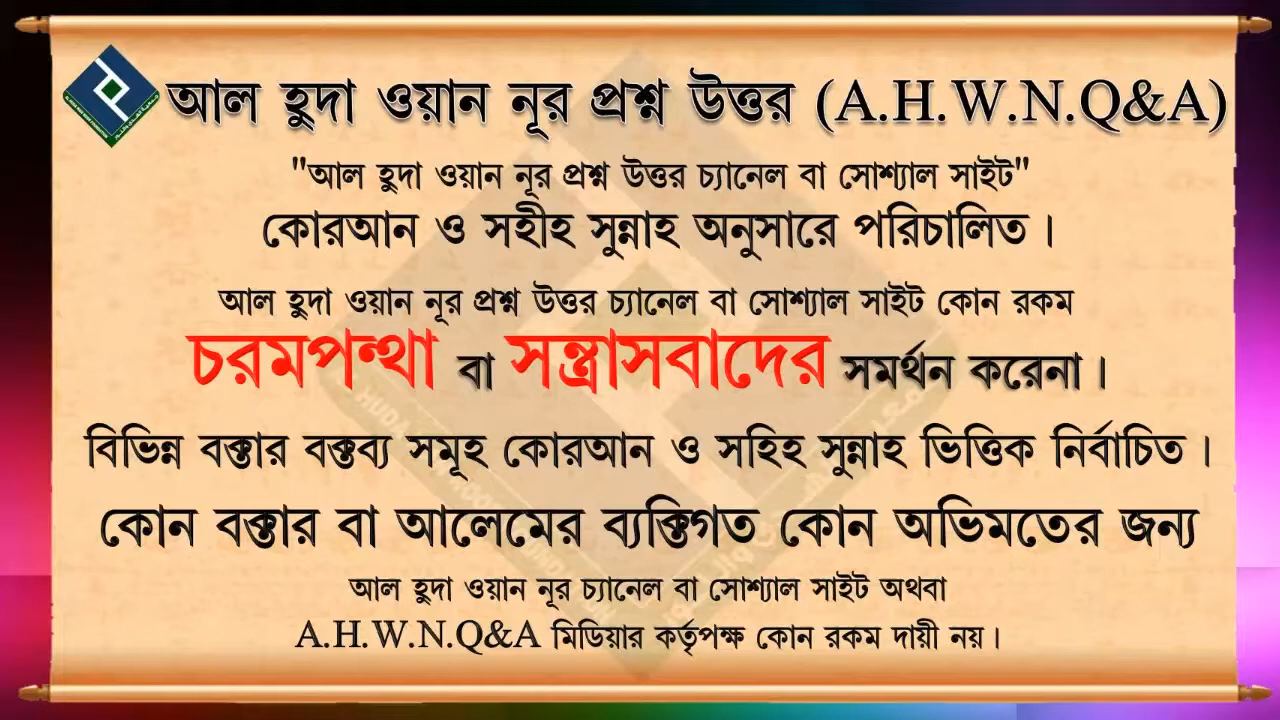 আল হুদা ওয়ান নূর প্রশ্ন উত্তর (A.H.W.N.Q&A)
"আল হুদা ওয়ান নূর প্রশ্ন উত্তর চ্যানেল বা সোশ্যাল সাইট"
কোরআন ও সহীহ সুন্নাহ অনুসারে পরিচালিত।
আল হুদা ওয়ান নূর প্রশ্ন উত্তর চ্যানেল বা সোশ্যাল সাইট কোন রকম
চরমপন্থা বা সন্ত্রাসবাদের সমর্থন করেনা।
বিভিন্ন বক্তার বক্তব্য সমূহ কোরআন ও সহিহ সুন্নাহ ভিত্তিক নির্বাচিত।
কোন বক্তার বা আলেমের ব্যক্তিগত কোন অভিমতের জন্য
আল হুদা ওয়ান নূর চ্যানেল বা সোশ্যাল সাইট অথবা
A.H.W.N.Q&A মিডিয়ার কর্তৃপক্ষ কোন রকম দায়ী নয়।